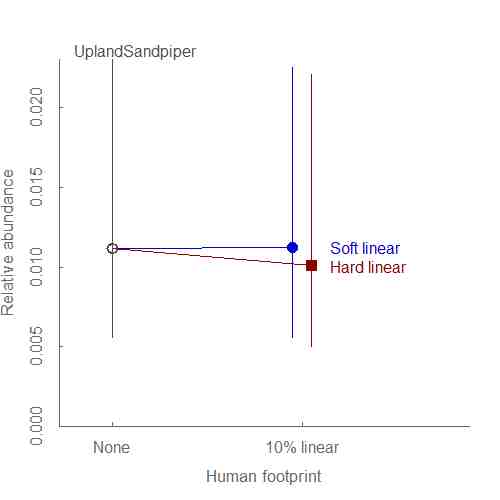 UplandSandpiper
Relative abundance
0.020
0.015
0.010
0.005
0.000
Soft linear
Hard linear
None
10% linear
Human footprint